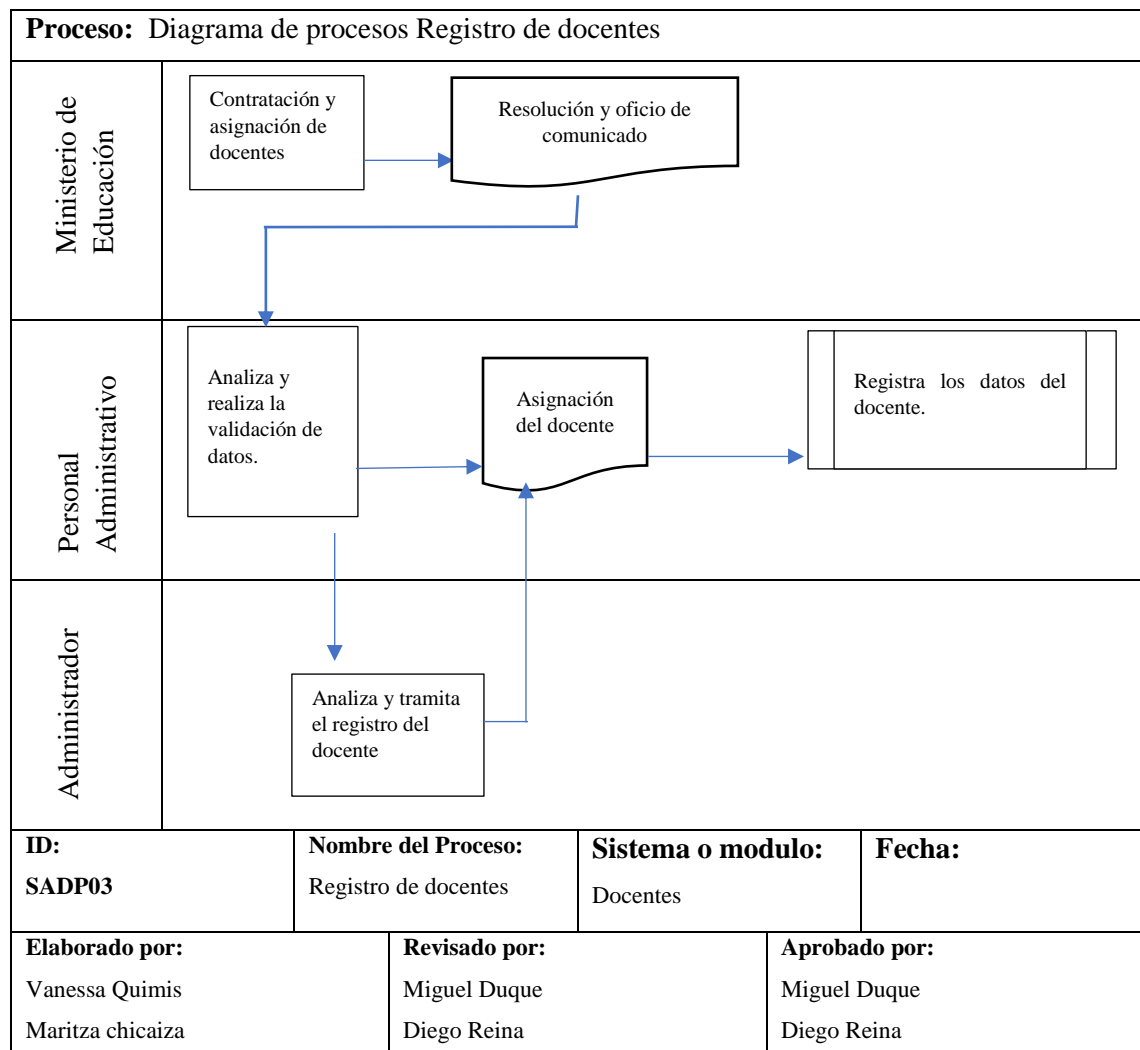 Proceso: Diagrama de procesos Registro de docentes
Ministerio de
Educación
Contratación y
asignación de
docentes
Resolución y oficio de
comunicado
Personal
Administrativo
Analiza y
realiza la
validación de
datos.
Asignación
del docente
Registra los datos del
docente.
Administrador
Analiza y tramita
el registro del
docente
ID:
SADP03
Nombre del Proceso:
Registro de docentes
Sistema o modulo:
Docentes
Fecha:
Elaborado por:
Vanessa Quimis
Maritza chicaiza
Revisado por:
Miguel Duque
Diego Reina
Aprobado por:
Miguel Duque
Diego Reina